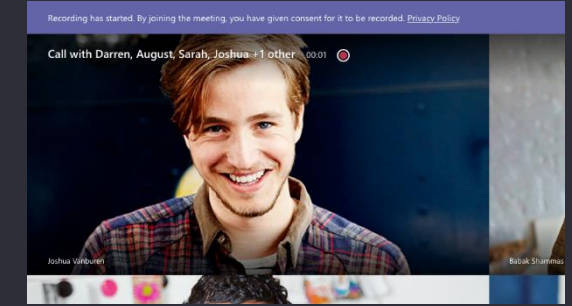 Recording has started. By joining the meeting, you have given consent for it to be recorded. Privacy Policy
Call with Darren, August, Sarah, Joshua +1 other 00:01
Joshua Vanburen
Babak Shammas